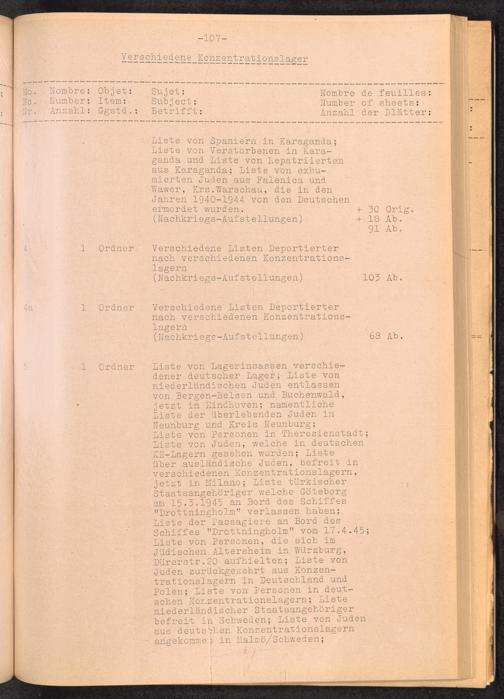 -107-
Verschiedene Konzentrationslager
No. Nombre: Objet: Sujet: Nombre de feuilles:
No. Number: Item: Subject: Number of sheets:
Nr. Anzahl: Ggstd.: Betrifft: Anzahl der Blätter:
Liste von Spaniern in Karaganda;
Liste von Verstorbenen in Kara-
ganda und Liste von Repatriierten
aus Karaganda; Liste von exhu-
mierten Juden aus Falenica und
Wawer, Krs.Warschau, die in den
Jahren 1940-1944 von den Deutschen
ermordet wurden. + 30 Orig.
(Nachkriegs-Aufstellungen) + 18 Ab.
91 Ab.
4 1 Ordner Verschiedene Listen Deportierter
nach verschiedenen Konzentrations-
lagern
(Nachkriegs-Aufstellungen) 103 Ab.
4a 1 Ordner Verschiedene Listen Deportierter
nach verschiedenen Konzentrations-
lagern
(Nachkriegs-Aufstellungen) 68 Ab.
5 1 Ordner Liste von Lagerinsassen verschie-
dener deutscher Lager; Liste von
niederländischen Juden entlassen
von Bergen-Belsen und Buchenwald,
jetzt in Eindhoven; namentliche
Liste der überlebenden Juden in
Neunburg und Kreis Neunburg;
Liste von Personen in Theresienstadt;
Liste von Juden, welche in deutschen
KZ-Lagern gesehen wurden; Liste
über ausländische Juden, befreit in
verschiedenen Konzentrationslagern,
jetzt in Milano; Liste türkischer
Staatsangehöriger welche Göteborg
am 15.3.1945 an Bord des Schiffes
"Drottningholm" verlassen haben;
Liste der Passagiere an Bord des
Schiffes "Drottningholm" vom 17.4.45;
Liste von Personen, die sich im
Jüdischen Altersheim in Würzburg,
Dürerstr.20 aufhielten; Liste von
Juden zurückgekehrt aus Konzen-
trationslagern in Deutschland und
Polen; Liste von Personen in deut-
schen Konzentrationslagern; Liste
niederländischer Staatsangehöriger
befreit in Schweden; Liste von Juden
aus deutschen Konzentrationslagern
angekommen in Malmö/Schweden;